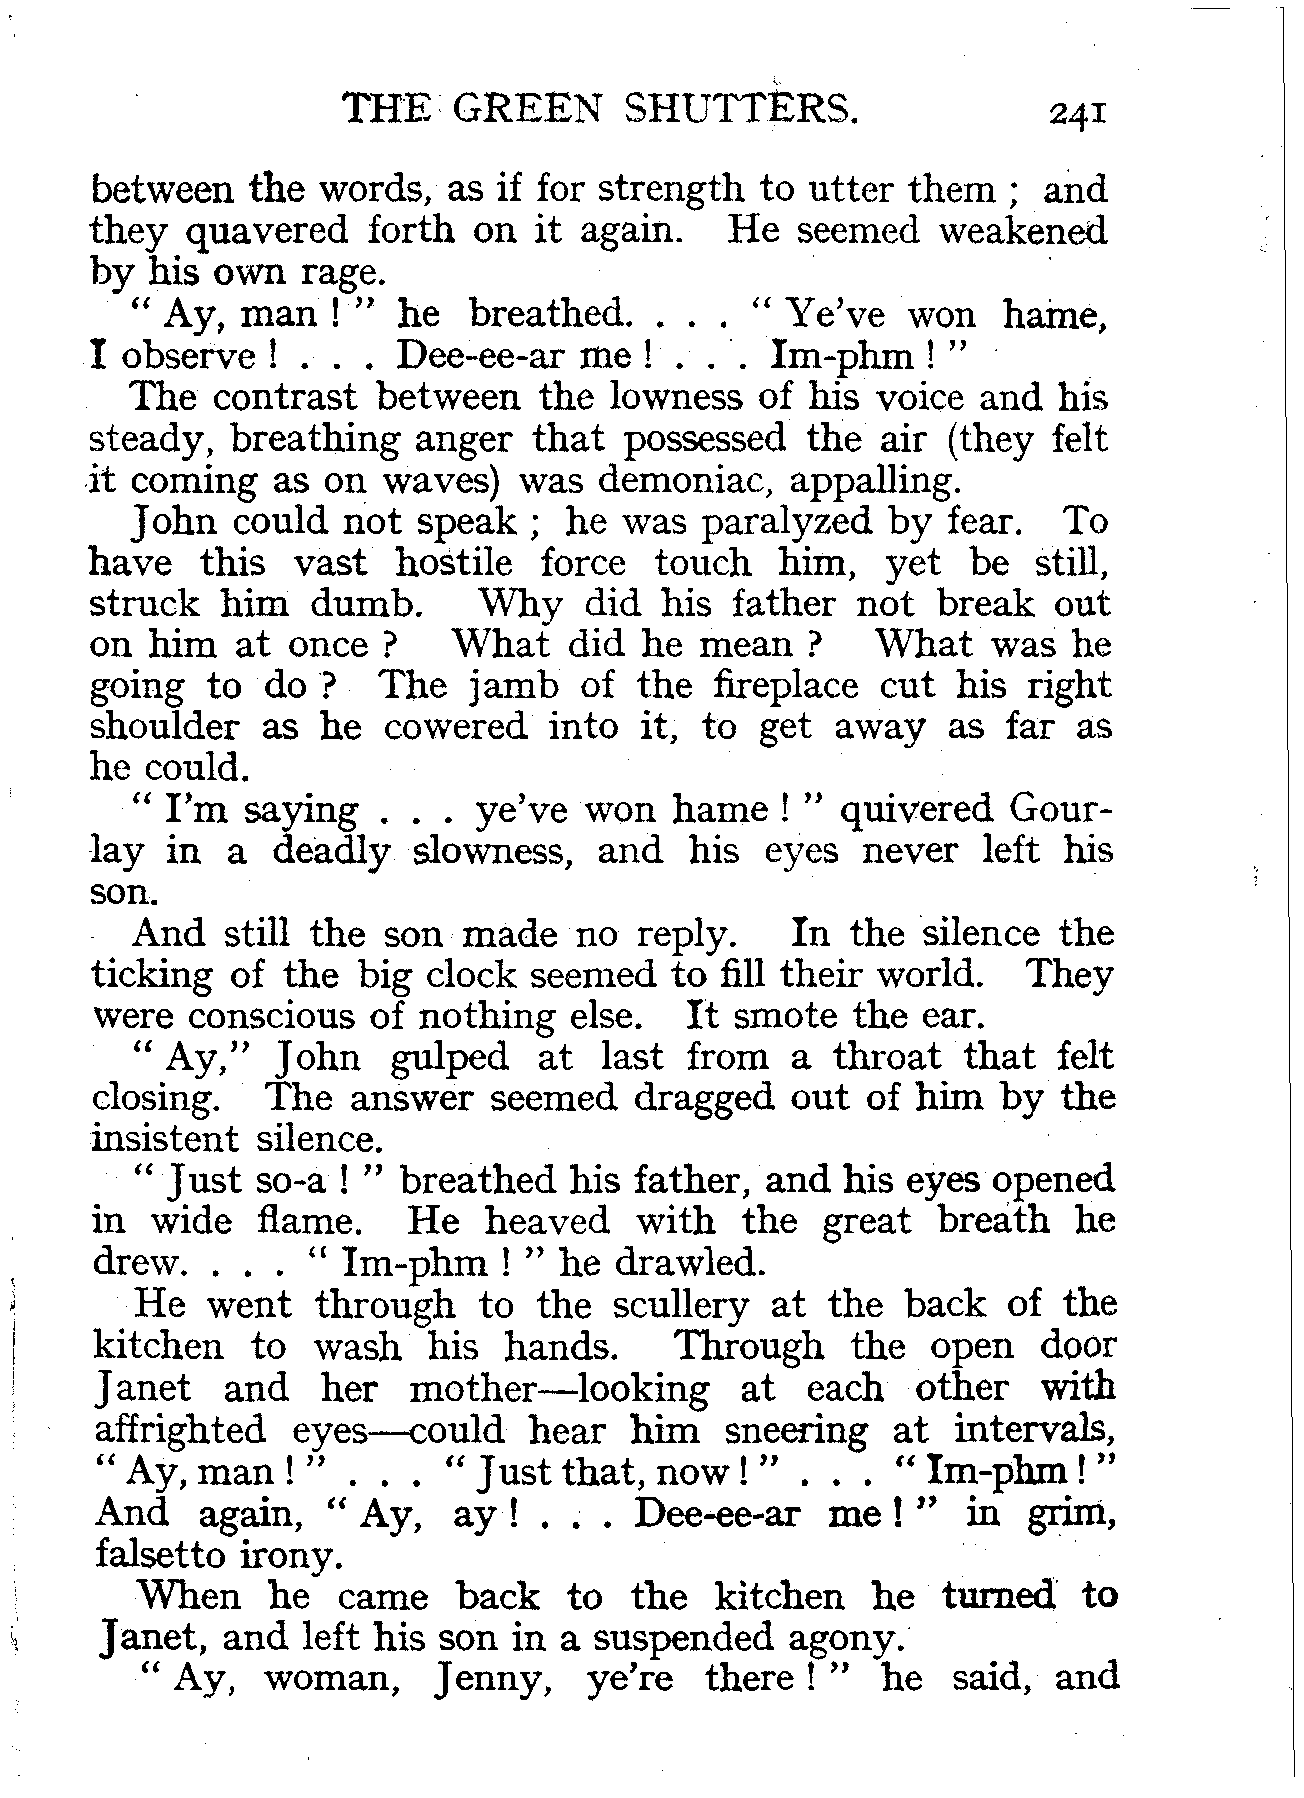 THE GREEN SHUTTERS. 241
between the words, as if for strength to utter them ; and
they quavered forth on it again. He seemed weakened
by his own rage.
“ Ay, man ! ” he breathed. . . . “ Ye’ve won hame,
I observe ! . . . Dee-ee-ar me ! . . . Im-phm ! ”
The contrast between the lowness of his voice and his
steady, breathing anger that possessed the air (they felt
it coming as on waves) was demoniac, appalling.
John could not speak ; he was paralyzed by fear. To
have this vast hostile force touch him, yet be still,
struck him dumb. Why did his father not break out
on him at once ? What did he mean ? What was he
going to do ? The jamb of the fireplace cut his right
shoulder as he cowered into it, to get away as far as
he could.
“ I’m saying . . . ye’ve won hame ! ” quivered Gour-
lay in a deadly slowness, and his eyes never left his
son.
And still the son made no reply. In the silence the
ticking of the big clock seemed to fill their world. They
were conscious of nothing else. It smote the ear.
“ Ay,” John gulped at last from a throat that felt
closing. The answer seemed dragged out of him by the
insistent silence.
“ Just so-a ! ” breathed his father, and his eyes opened
in wide flame. He heaved with the great breath he
drew. . . . “ Im-phm ! ” he drawled.
He went through to the scullery at the back of the
kitchen to wash his hands. Through the open door
Janet and her mother—looking at each other with
affrighted eyes—could hear him sneering at intervals,
“ Ay, man ! ” . . . “ Just that, now ! ” . . . “ Im-phm ! ”
And again, “ Ay, ay ! . . . Dee-ee-ar me ! ” in grim,
falsetto irony.
When he came back to the kitchen he turned to
Janet, and left his son in a suspended agony.
“ Ay, woman, Jenny, ye’re there ! ” he said, and